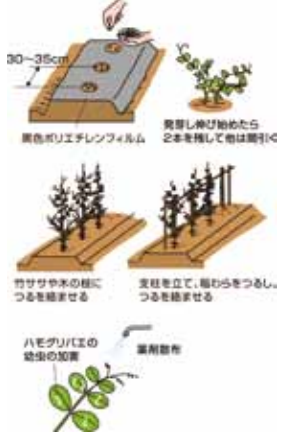 30〜35cm
黒色ポリエチレンフィルム
発芽し伸び始めたら
2本を残して他は間引く
竹ササや木の枝に
つるを絡ませる
支柱を立て、稲わらをつるし、
つるを絡ませる
ハモグリバエの
幼虫の加害
薬剤散布